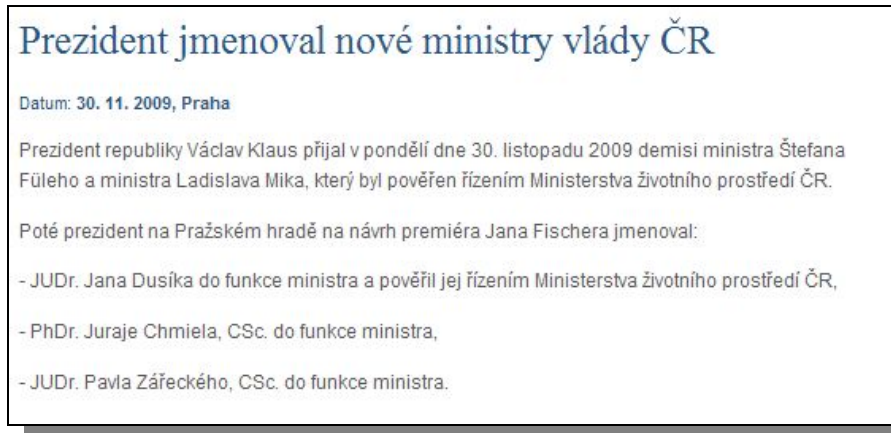 Prezident jmenoval nové ministry vlády ČR
Datum: 30. 11. 2009, Praha
Prezident republiky Václav Klaus přijal v pondělí dne 30. listopadu 2009 demisi ministra Štefana
Füleho a ministra Ladislava Mika, který byl pověřen řízením Ministerstva životního prostředí ČR.
Poté prezident na Pražském hradě na návrh premiéra Jana Fischera jmenoval:
- JUDr. Jana Dusíka do funkce ministra a pověřil jej řízením Ministerstva životního prostředí ČR,
- PhDr. Juraje Chmiela, CSc. do funkce ministra,
- JUDr. Pavla Zářeckého, CSc. do funkce ministra.